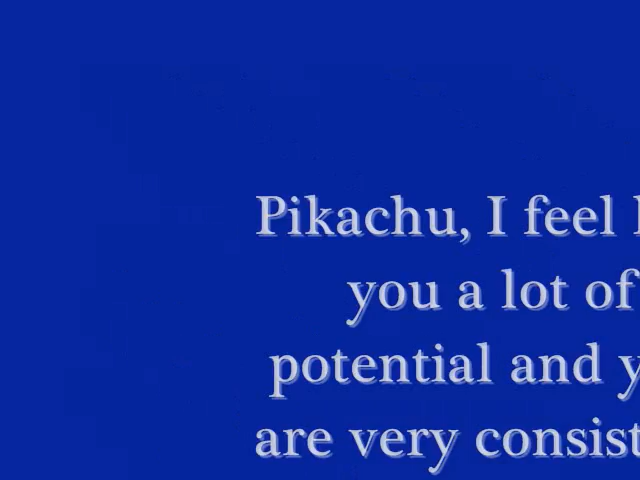 Pikachu, I feel
you a lot of
potential and y
are very consist